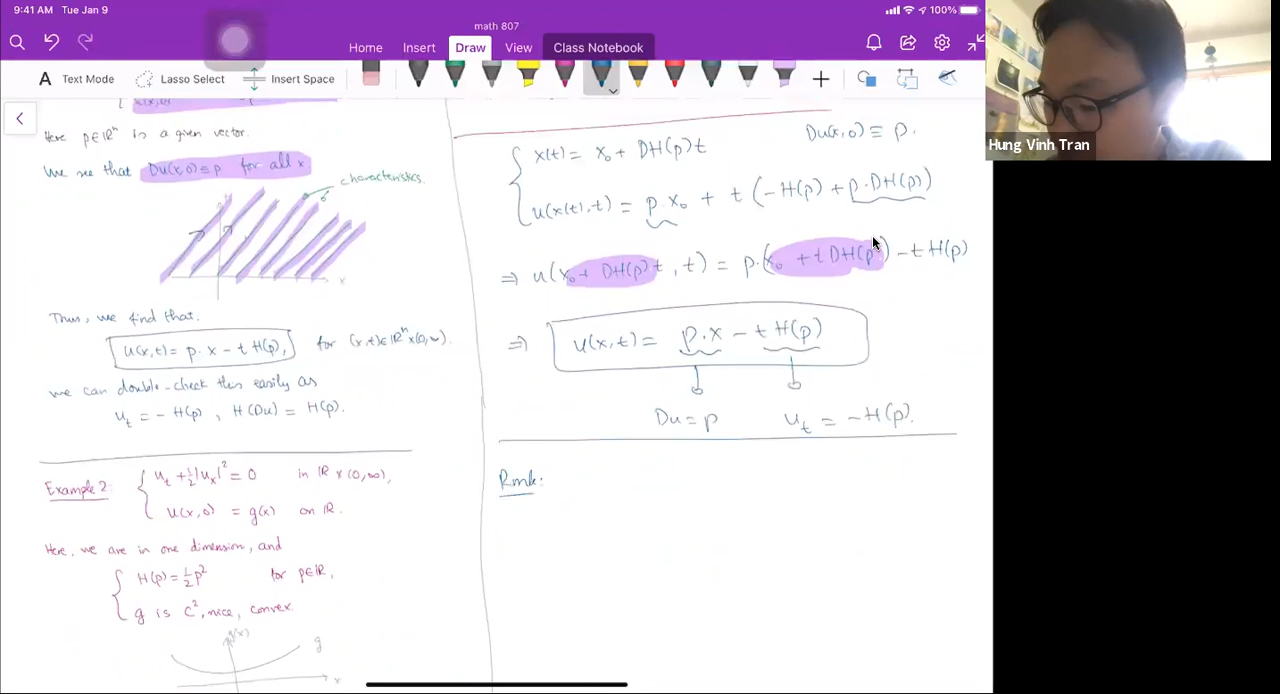 9:41 AM Tue Jan 9
100%
math 807
Home Insert Draw View Class Notebook
Text Mode Lasso Select Insert Space
Hung Vinh Tran
Here p∈ℝⁿ is a given vector.
We see that Du(x,0)≡p for all x
characteristics.
x
Thus, we find that.
u(x,t)= p·x − t H(p), for (x,t)∈ℝⁿ×(0,∞).
we can double-check this easily as
u_t = − H(p), H(Du) = H(p).
Example 2: { u_t + ½|u_x|² = 0 in ℝ × (0,∞),
u(x,0) = g(x) on ℝ.
Here, we are in one dimension, and
{ H(p) = ½p² for p∈ℝ,
g is C², nice, convex.
g(x)
g
x
{ x(t) = x₀ + DH(p)t Du(x,0) ≡ p.
u(x(t),t) = p·x₀ + t (−H(p) + p·DH(p))
⇒ u(x₀+ DH(p)t, t) = p·(x₀ + t DH(p)) − t H(p)
⇒ u(x,t) = p·x − t H(p)
Du = p u_t = −H(p).
Rmk: